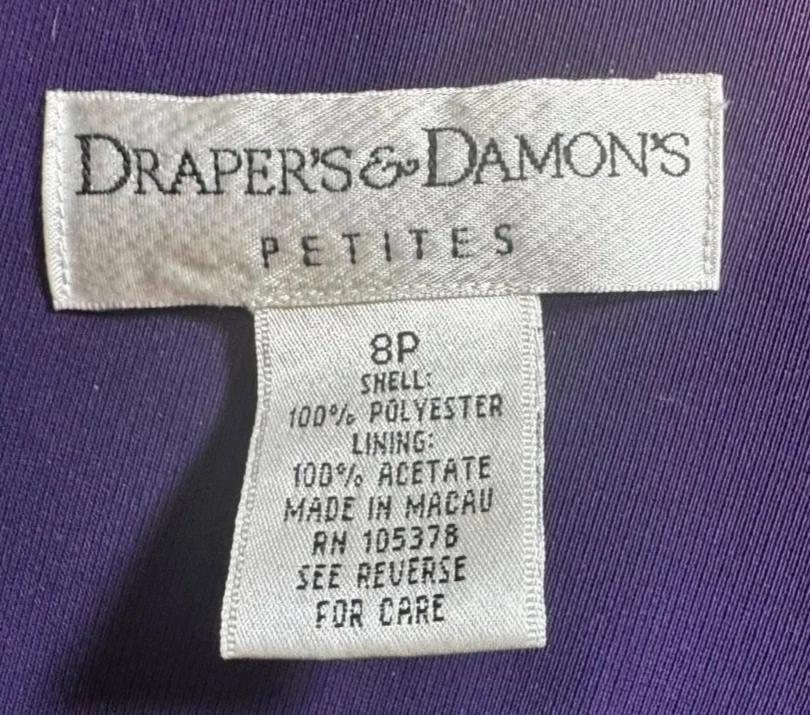 DRAPER'S & DAMON'S
PETITES
8P
SHELL:
100% POLYESTER
LINING:
100% ACETATE
MADE IN MACAU
RN 105378
SEE REVERSE
FOR CARE